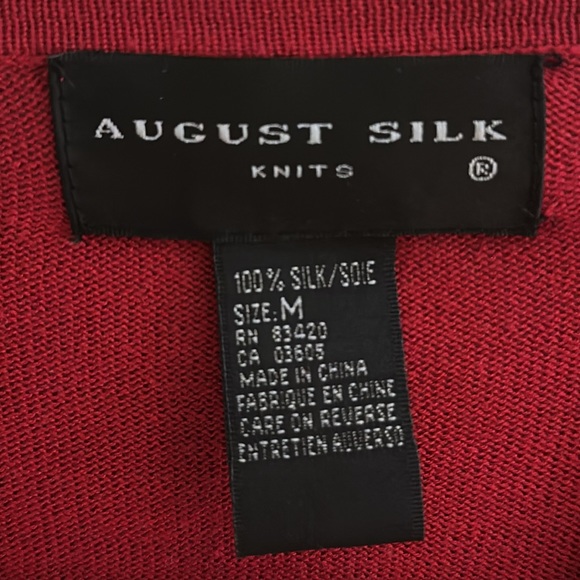 AUGUST SILK
KNITS ®
100% SILK/SOIE
SIZE: M
RN 83420
CA 03605
MADE IN CHINA
FABRIQUE EN CHINE
CARE ON REVERSE
ENTRETIEN AU VERSO